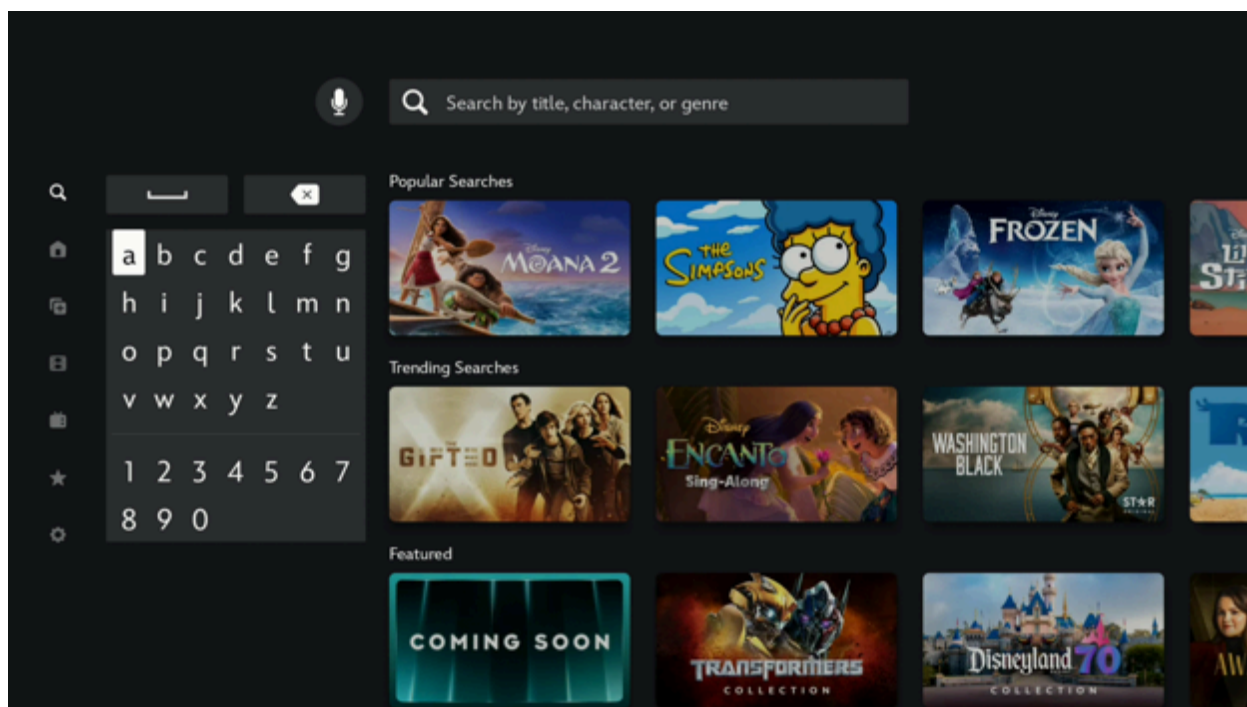 Search by title, character, or genre
Popular Searches
Disney
MOANA 2
THE
SIMPSONS
Disney
FROZEN
a b c d e f g
h i j k l m n
o p q r s t u
v w x y z
1 2 3 4 5 6 7
8 9 0
Trending Searches
THE
GIFTED
Disney
ENCANTO
Sing-Along
WASHINGTON
BLACK
STAR
ORIGINAL
Featured
COMING SOON
TRANSFORMERS
COLLECTION
Disneyland 70
COLLECTION